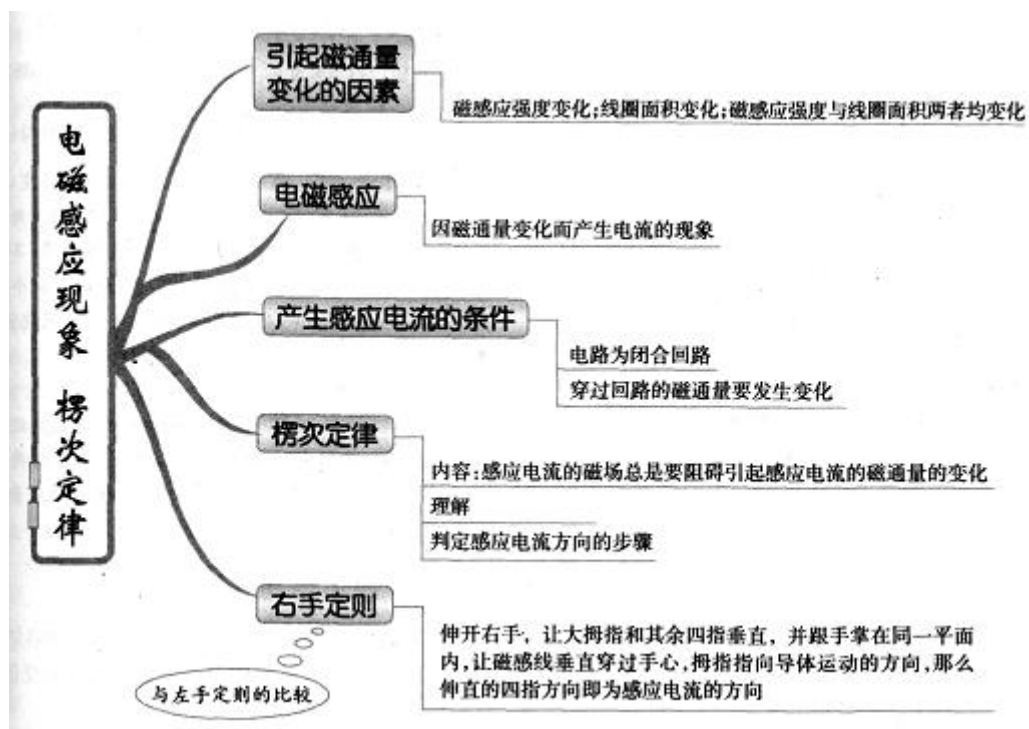 电磁感应现象 楞次定律
引起磁通量
变化的因素
磁感应强度变化;线圈面积变化;磁感应强度与线圈面积两者均变化
电磁感应
因磁通量变化而产生电流的现象
产生感应电流的条件
电路为闭合回路
穿过回路的磁通量要发生变化
楞次定律
内容:感应电流的磁场总是要阻碍引起感应电流的磁通量的变化
理解
判定感应电流方向的步骤
右手定则
伸开右手，让大拇指和其余四指垂直，并跟手掌在同一平面
内,让磁感线垂直穿过手心,拇指指向导体运动的方向,那么
伸直的四指方向即为感应电流的方向
与左手定则的比较